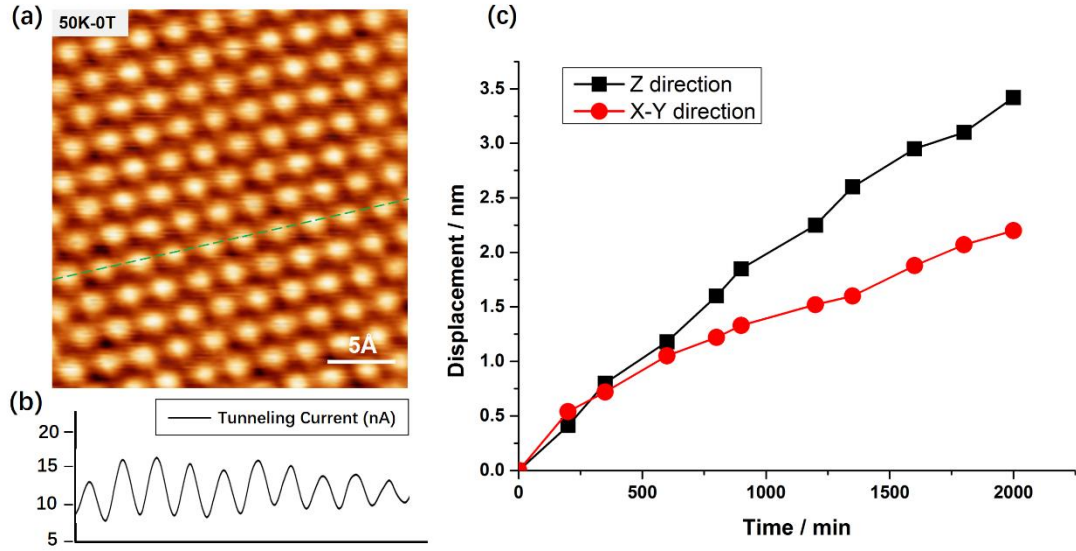 (a)
50K-0T
5Å
(b)
Tunneling Current (nA)
20
15
10
5
(c)
Z direction
X-Y direction
Displacement / nm
3.5
3.0
2.5
2.0
1.5
1.0
0.5
0.0
0
500
1000
1500
2000
Time / min